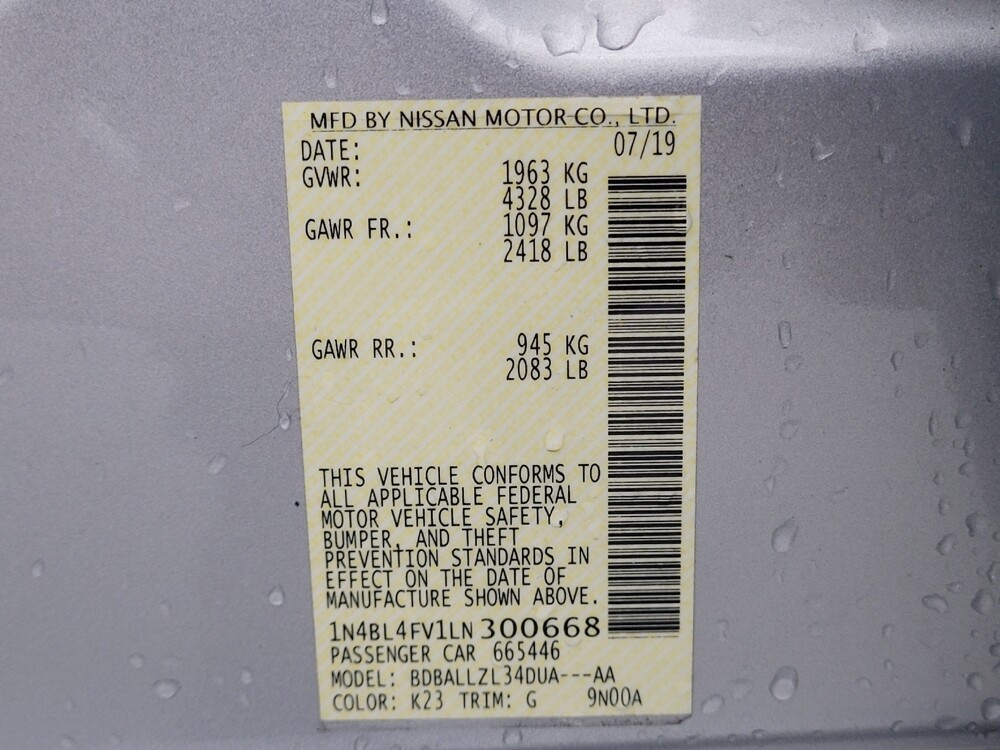 MFD BY NISSAN MOTOR CO., LTD.
DATE: 07/19
GVWR: 1963 KG
4328 LB
GAWR FR.: 1097 KG
2418 LB
GAWR RR.: 945 KG
2083 LB
THIS VEHICLE CONFORMS TO
ALL APPLICABLE FEDERAL
MOTOR VEHICLE SAFETY,
BUMPER, AND THEFT
PREVENTION STANDARDS IN
EFFECT ON THE DATE OF
MANUFACTURE SHOWN ABOVE.
1N4BL4FV1LN300668
PASSENGER CAR 665446
MODEL: BDBALLZL34DUA---AA
COLOR: K23 TRIM: G 9N00A